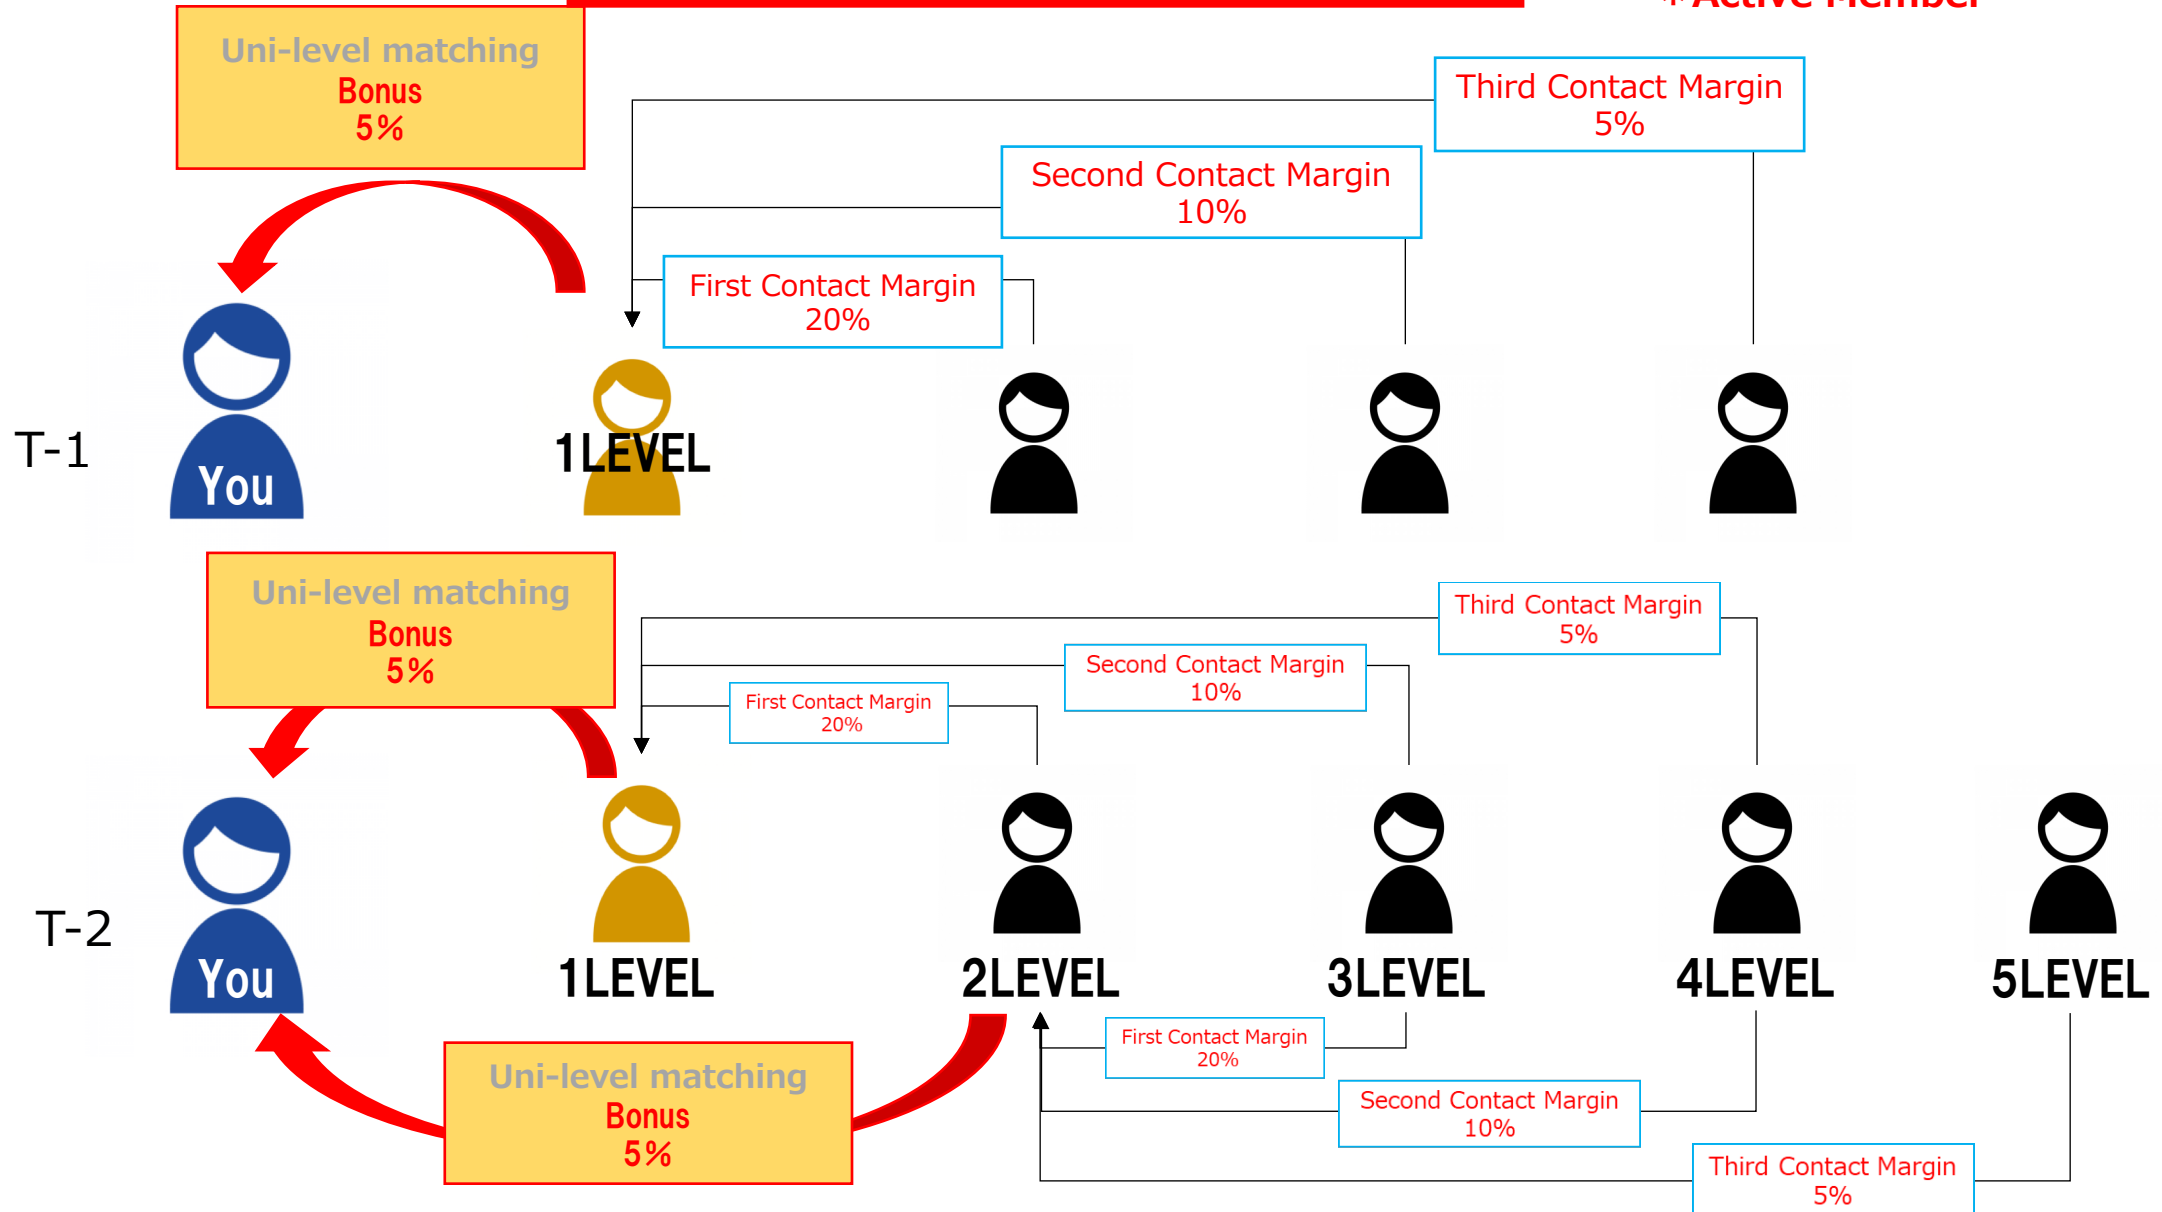 *Active Member
Uni-level matching
Bonus
5%
Third Contact Margin
5%
Second Contact Margin
10%
First Contact Margin
20%
T-1
You
1LEVEL
Uni-level matching
Bonus
5%
Third Contact Margin
5%
Second Contact Margin
10%
First Contact Margin
20%
T-2
You
1LEVEL
2LEVEL
3LEVEL
4LEVEL
5LEVEL
First Contact Margin
20%
Uni-level matching
Bonus
5%
Second Contact Margin
10%
Third Contact Margin
5%